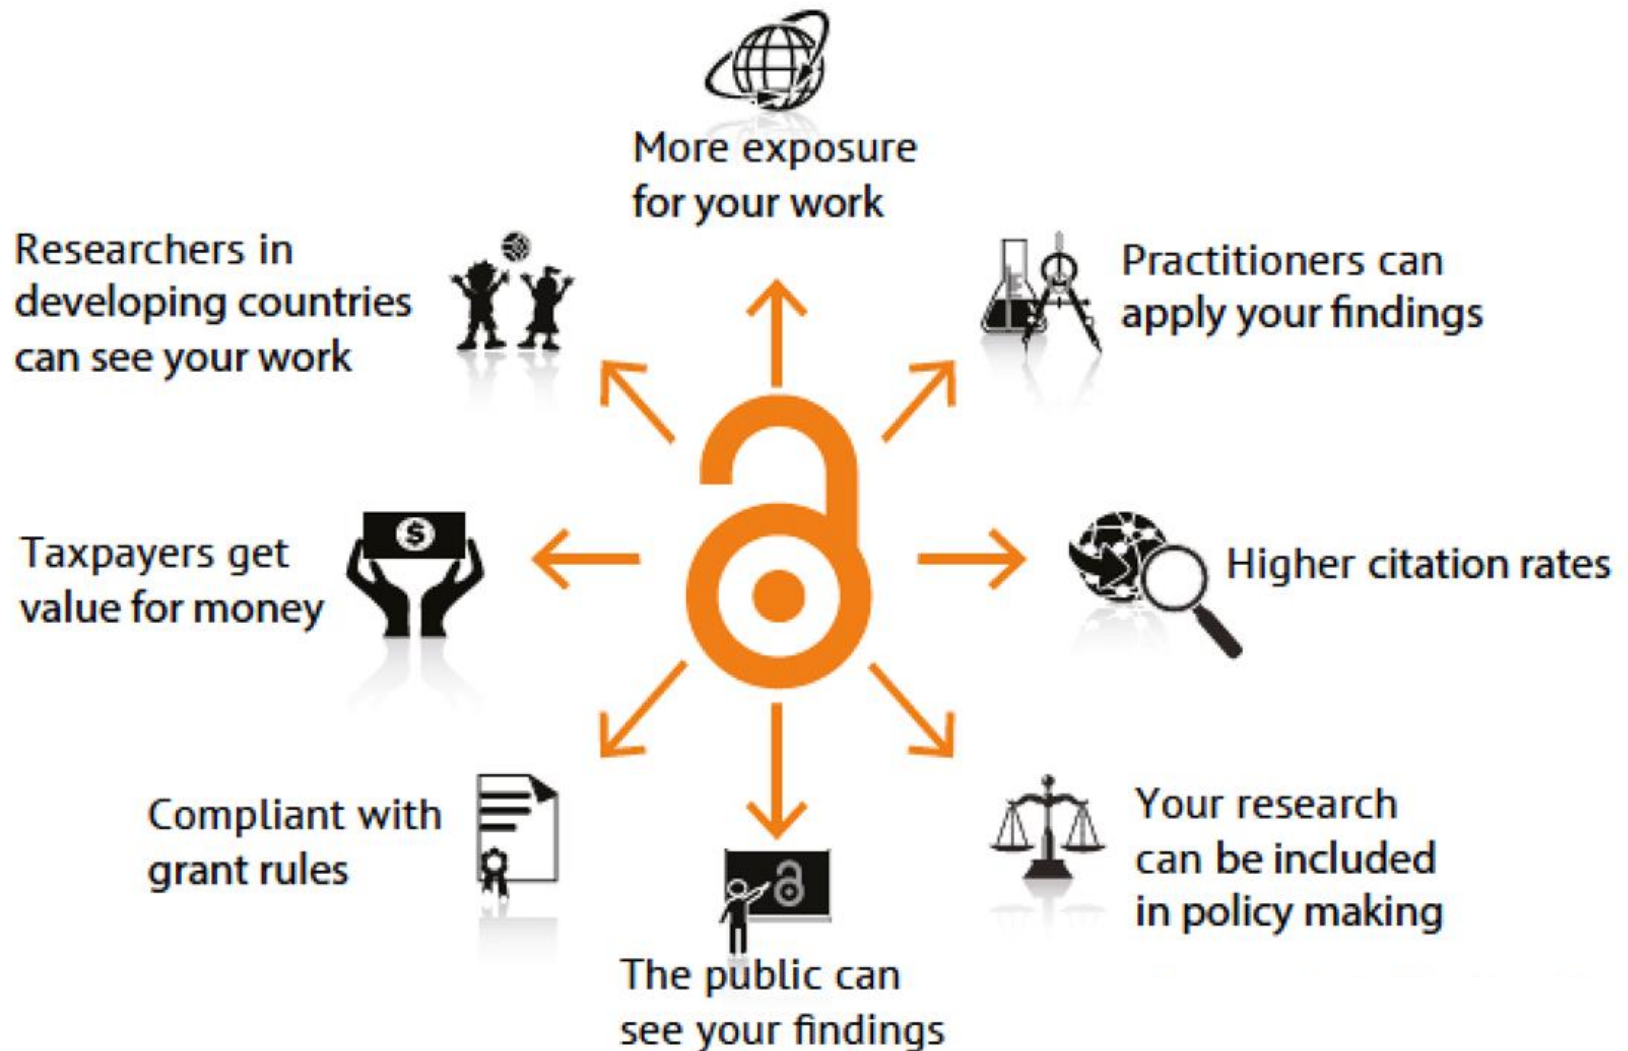 More exposure
for your work
Practitioners can
apply your findings
Higher citation rates
Your research
can be included
in policy making
The public can
see your findings
Compliant with
grant rules
Taxpayers get
value for money
$
Researchers in
developing countries
can see your work